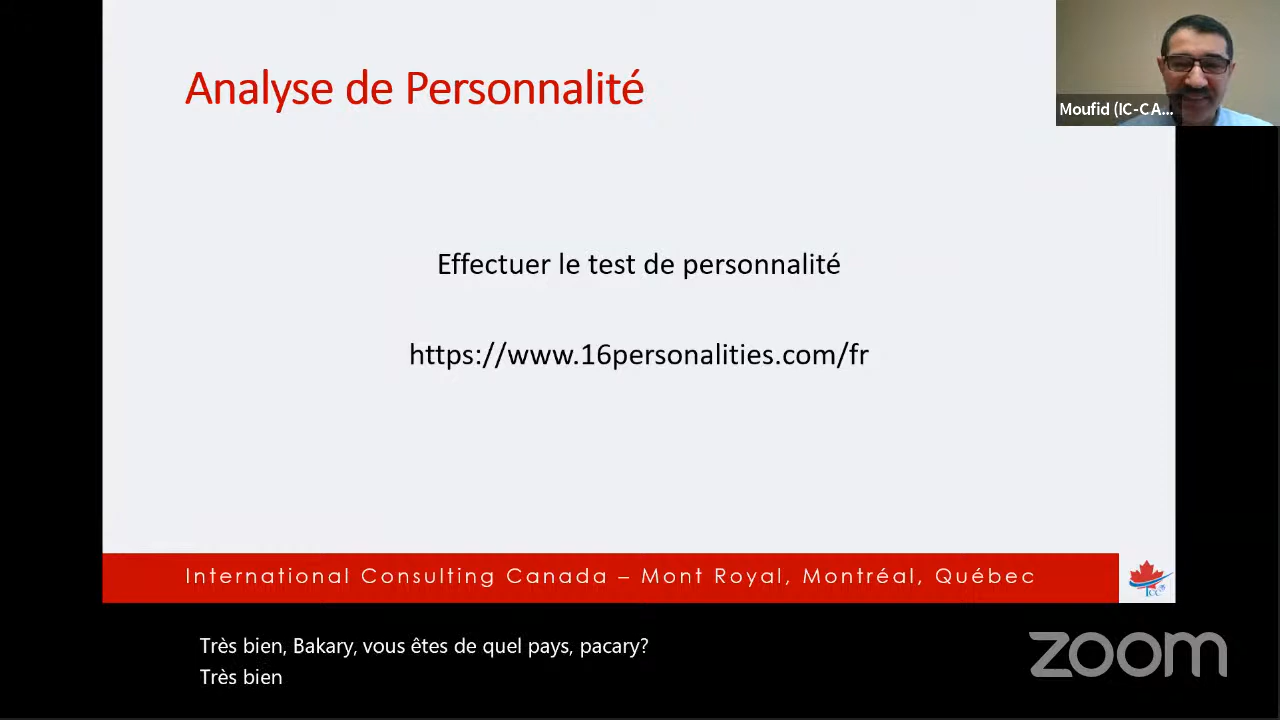 Analyse de Personnalité
Moufid (IC-CA...
Effectuer le test de personnalité
https://www.16personalities.com/fr
International Consulting Canada – Mont Royal, Montréal, Québec
ICC
Très bien, Bakary, vous êtes de quel pays, pacary?
Très bien
zoom